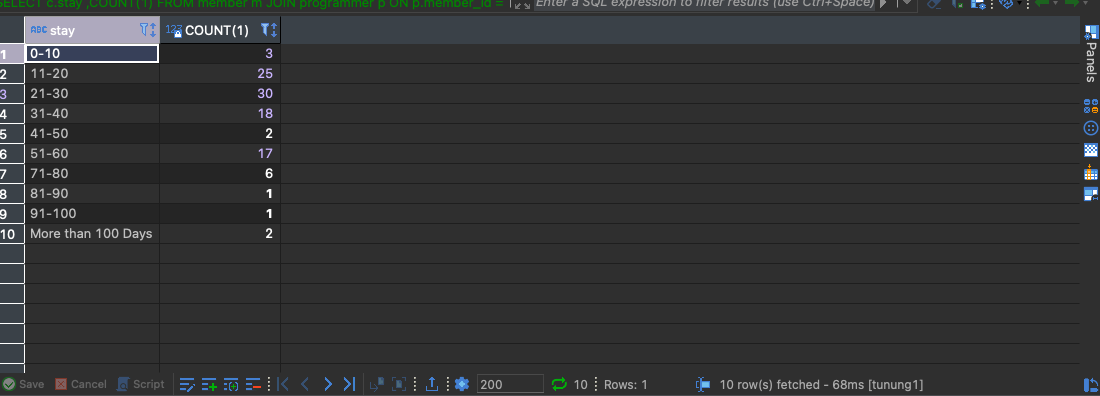 SELECT c.stay ,COUNT(1) FROM member m JOIN programmer p ON p.member_id = Enter a SQL expression to filter results (use Ctrl+Space)
ABC stay 123 COUNT(1)
1 0-10 3
2 11-20 25
3 21-30 30
4 31-40 18
5 41-50 2
6 51-60 17
7 71-80 6
8 81-90 1
9 91-100 1
10 More than 100 Days 2
Panels
Save Cancel Script 200 10 Rows: 1 10 row(s) fetched - 68ms [tunung1]